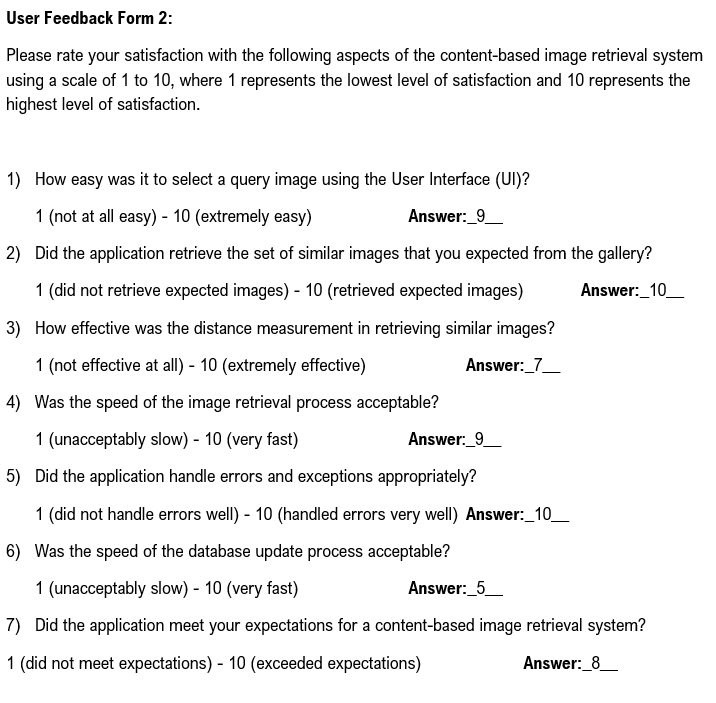 User Feedback Form 2:
Please rate your satisfaction with the following aspects of the content-based image retrieval system
using a scale of 1 to 10, where 1 represents the lowest level of satisfaction and 10 represents the
highest level of satisfaction.
1) How easy was it to select a query image using the User Interface (UI)?
1 (not at all easy) - 10 (extremely easy) Answer:_9__
2) Did the application retrieve the set of similar images that you expected from the gallery?
1 (did not retrieve expected images) - 10 (retrieved expected images) Answer:_10__
3) How effective was the distance measurement in retrieving similar images?
1 (not effective at all) - 10 (extremely effective) Answer:_7__
4) Was the speed of the image retrieval process acceptable?
1 (unacceptably slow) - 10 (very fast) Answer:_9__
5) Did the application handle errors and exceptions appropriately?
1 (did not handle errors well) - 10 (handled errors very well) Answer:_10__
6) Was the speed of the database update process acceptable?
1 (unacceptably slow) - 10 (very fast) Answer:_5__
7) Did the application meet your expectations for a content-based image retrieval system?
1 (did not meet expectations) - 10 (exceeded expectations) Answer:_8__